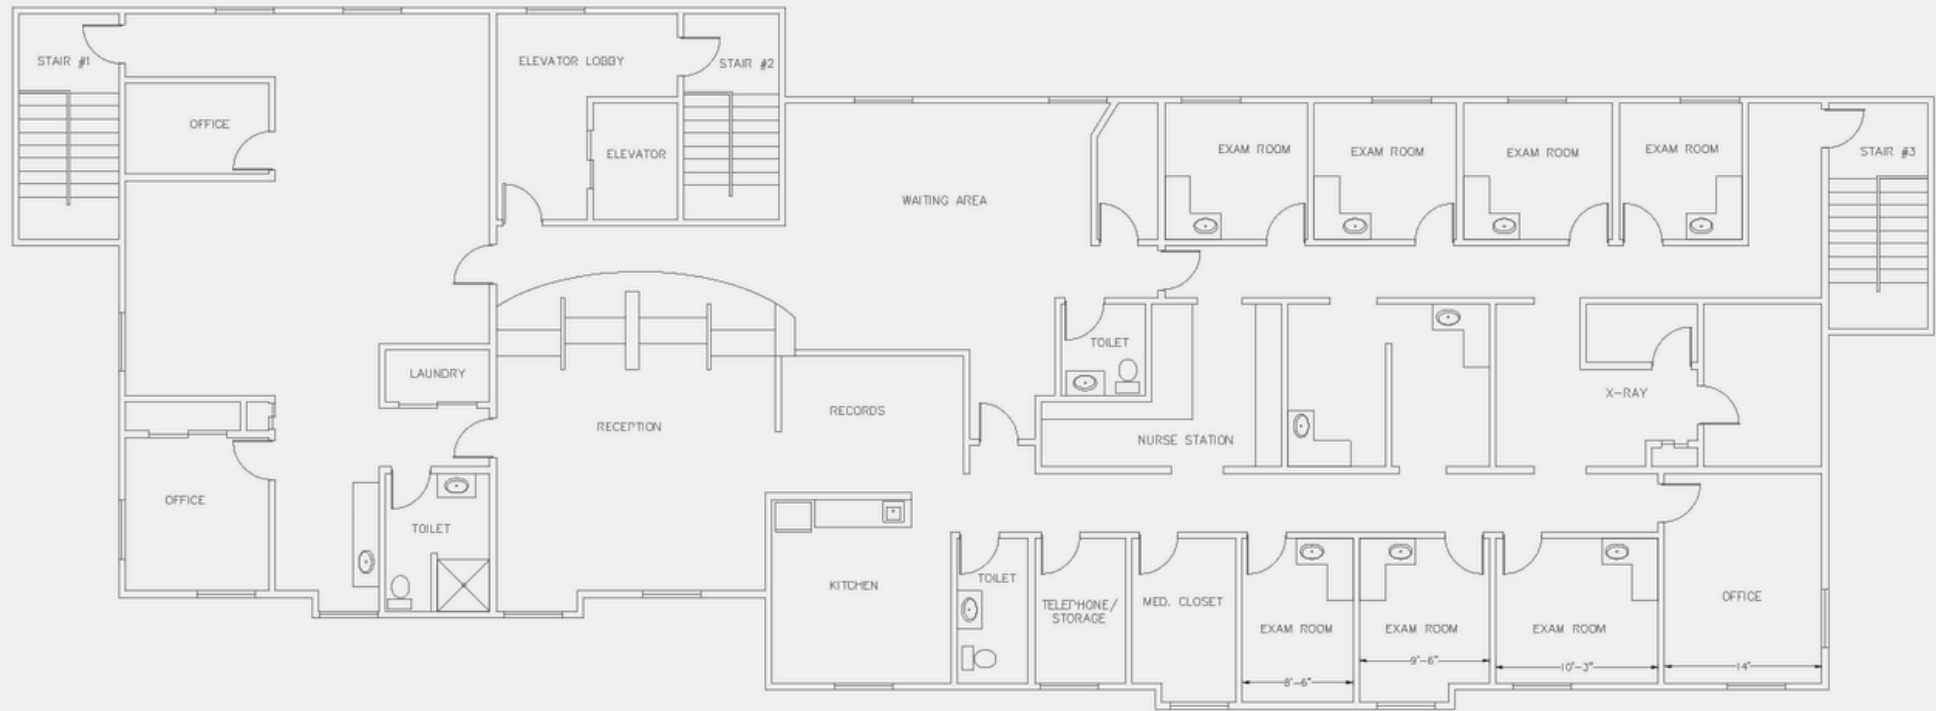 STAIR #1
ELEVATOR LOBBY
STAIR #2
OFFICE
ELEVATOR
EXAM ROOM
EXAM ROOM
EXAM ROOM
EXAM ROOM
STAIR #3
WAITING AREA
TOILET
LAUNDRY
X-RAY
RECORDS
RECEPTION
NURSE STATION
OFFICE
TOILET
KITCHEN
TOILET
TELEPHONE/
STORAGE
MED. CLOSET
OFFICE
EXAM ROOM
EXAM ROOM
EXAM ROOM
8'-6"
9'-6"
10'-3"
14'